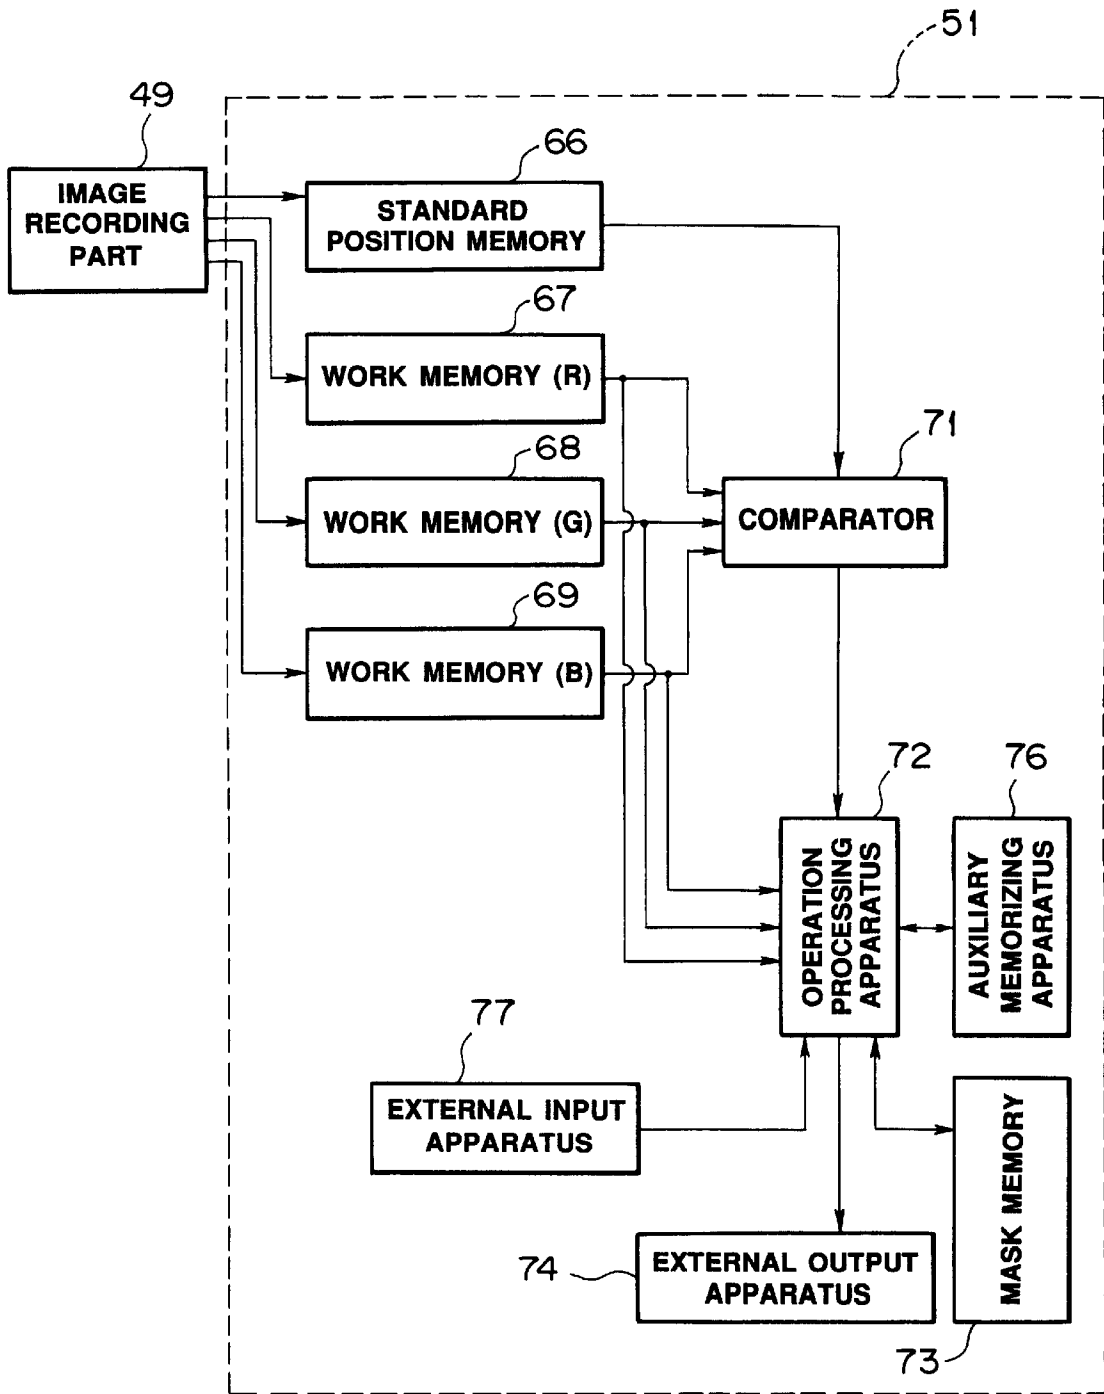 51
49
IMAGE
RECORDING
PART
66
STANDARD
POSITION MEMORY
67
WORK MEMORY (R)
68
WORK MEMORY (G)
71
COMPARATOR
69
WORK MEMORY (B)
72
OPERATION
PROCESSING
APPARATUS
76
AUXILIARY
MEMORIZING
APPARATUS
77
EXTERNAL INPUT
APPARATUS
74
EXTERNAL OUTPUT
APPARATUS
MASK MEMORY
73